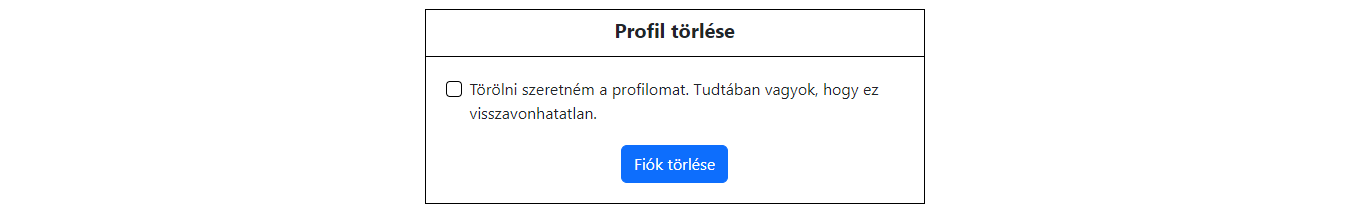 Profil törlése
Törölni szeretném a profilomat. Tudtában vagyok, hogy ez
visszavonhatatlan.
Fiók törlése